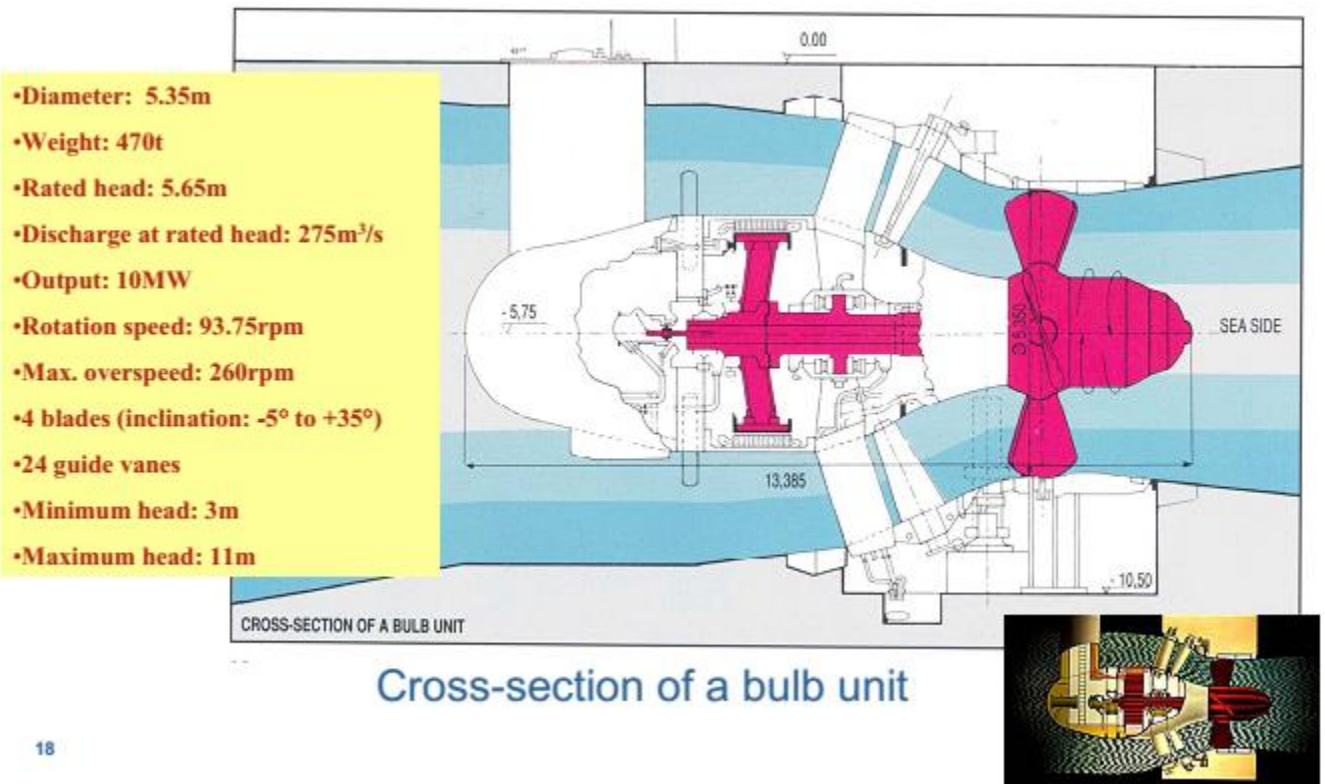 •Diameter: 5.35m
•Weight: 470t
•Rated head: 5.65m
•Discharge at rated head: 275m³/s
•Output: 10MW
•Rotation speed: 93.75rpm
•Max. overspeed: 260rpm
•4 blades (inclination: -5° to +35°)
•24 guide vanes
•Minimum head: 3m
•Maximum head: 11m
0.00
- 5,75
D 5.350
SEA SIDE
13,385
- 10,50
CROSS-SECTION OF A BULB UNIT
Cross-section of a bulb unit
18